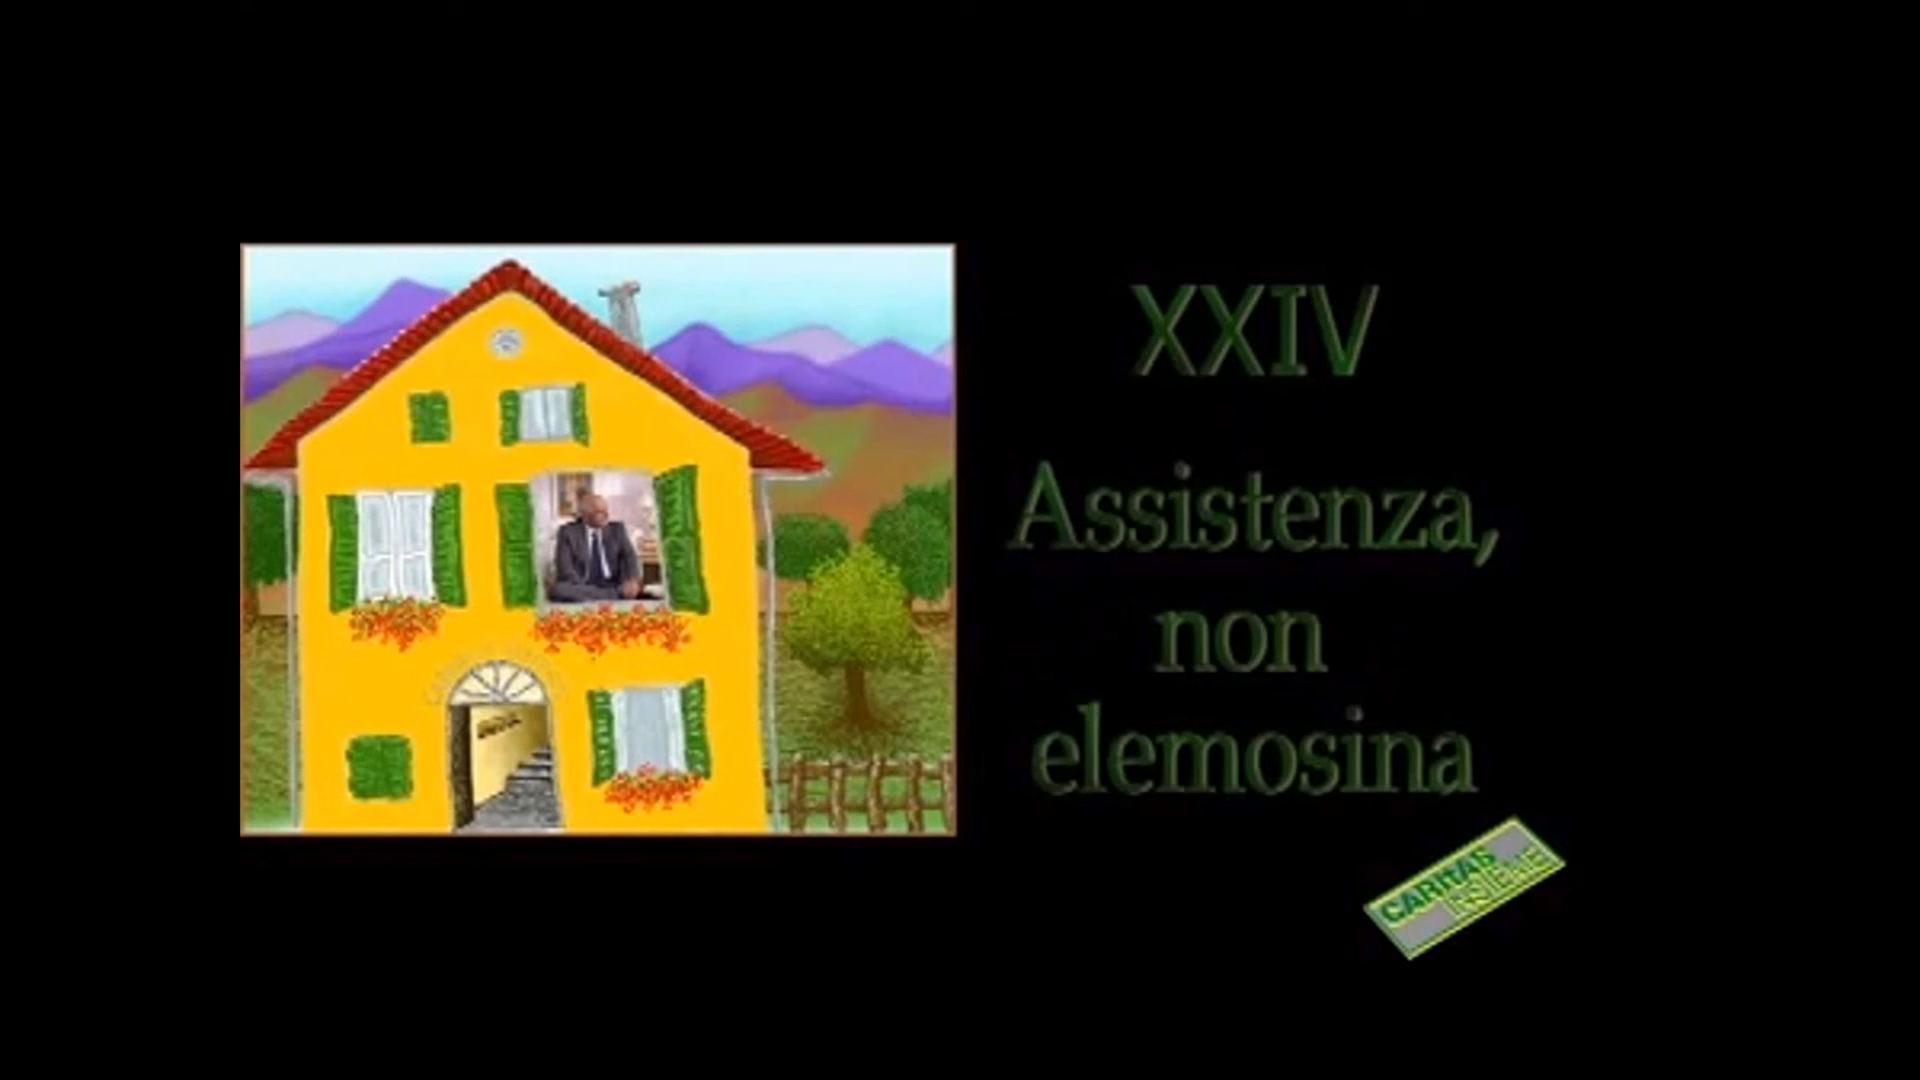 XXIV
Assistenza,
non
elemosina
CARITAS
INSIEME